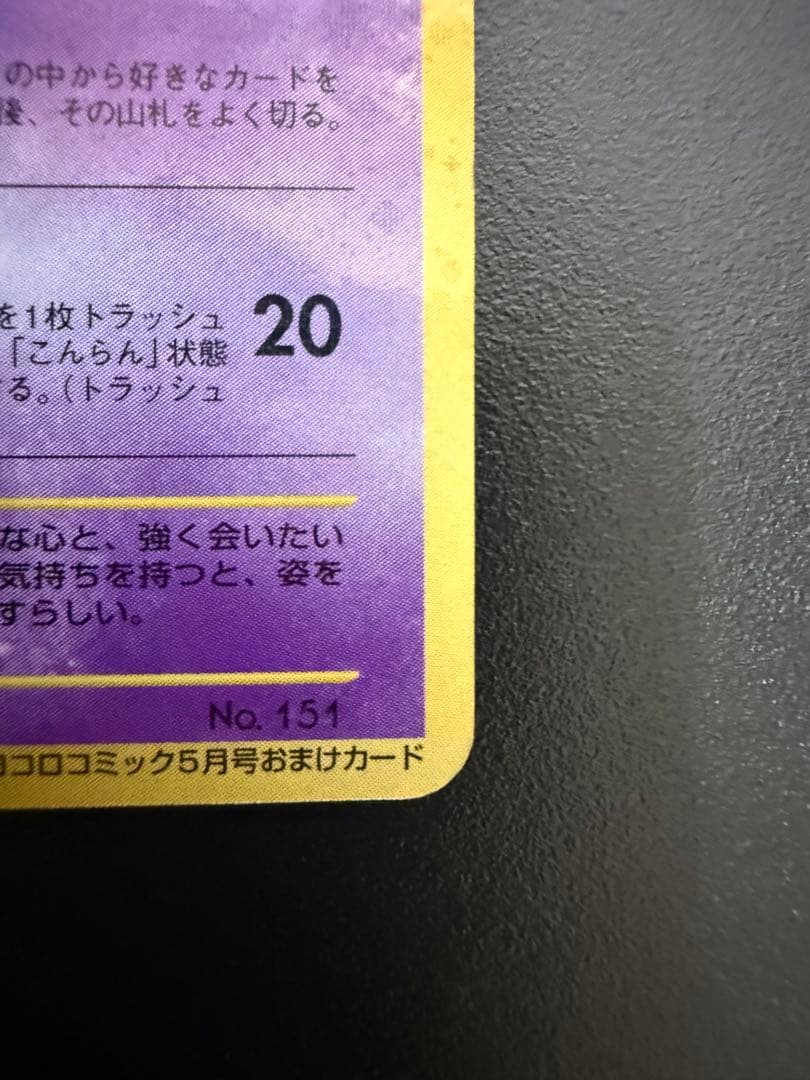 の中から好きなカードを
後、その山札をよく切る。
を1枚トラッシュ
20
「こんらん」状態
する。(トラッシュ
な心と、強く会いたい
気持ちを持つと、姿を
すらしい。
No. 151
コロコミック5月号おまけカード